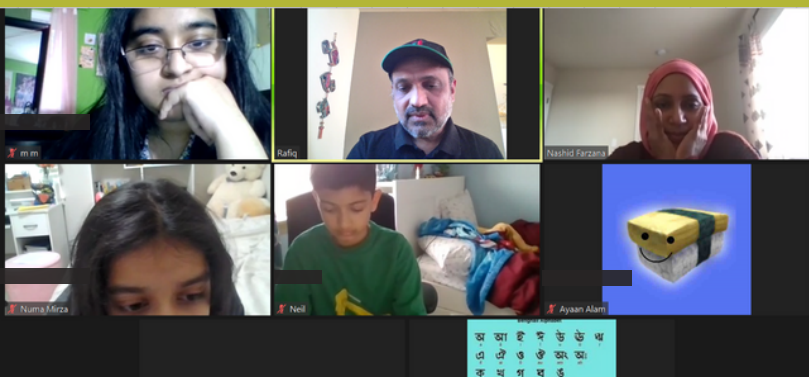 m m
Rafiq
Nashid Farzana
Numa Mirza
Neil
Ayaan Alam
অ আ ই ঈ উ ঊ ঋ
এ ঐ ও ঔ অং অঃ
ক খ গ ঘ ঙ